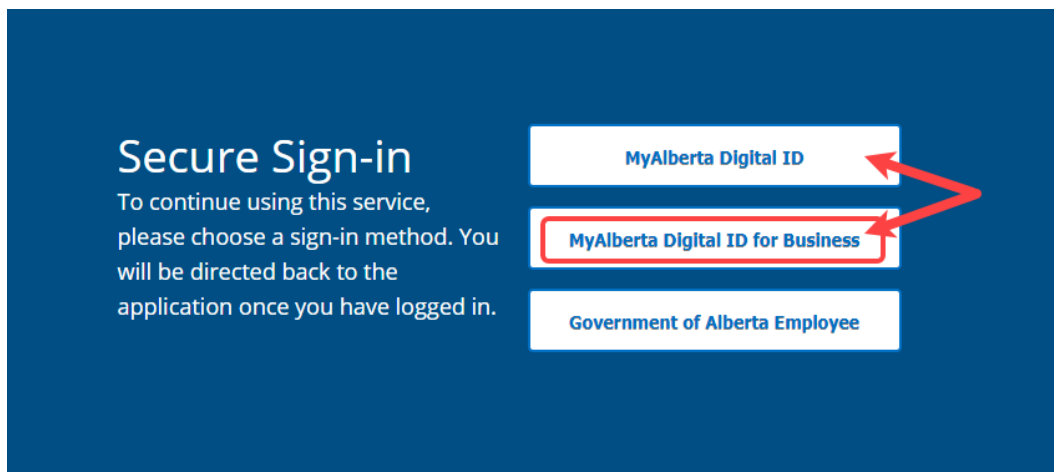 Secure Sign-in
To continue using this service,
please choose a sign-in method. You
will be directed back to the
application once you have logged in.
MyAlberta Digital ID
MyAlberta Digital ID for Business
Government of Alberta Employee